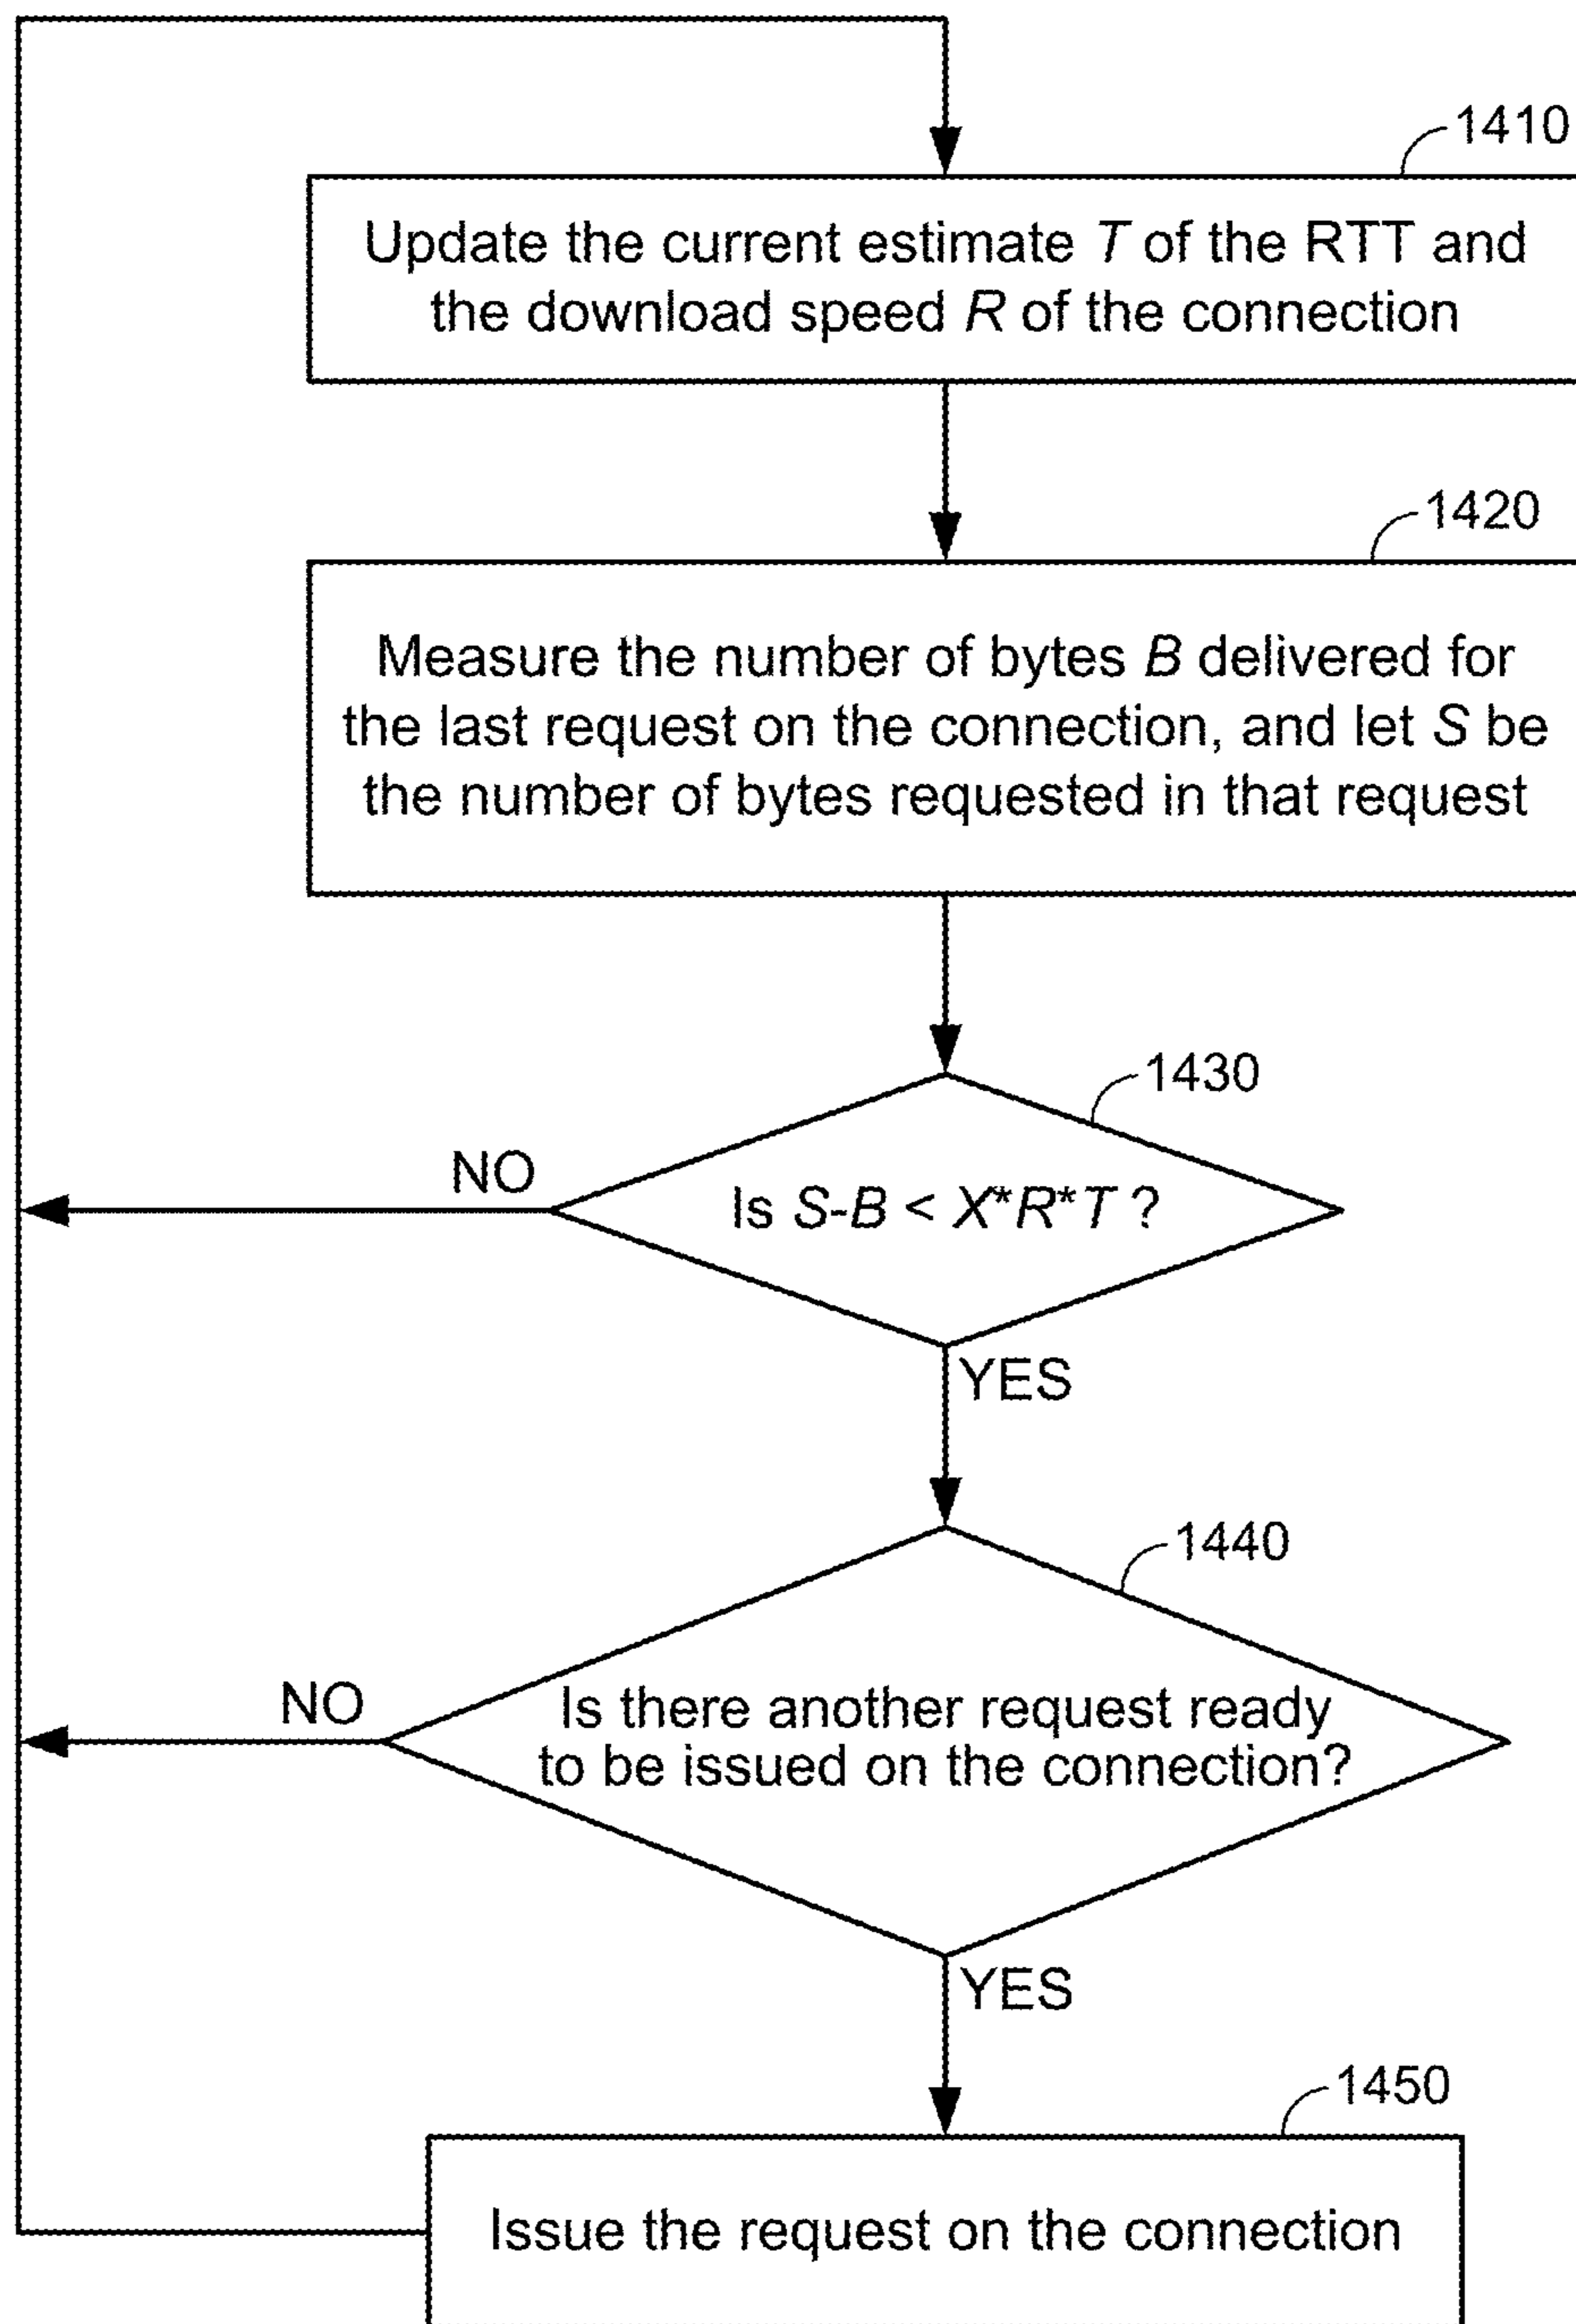 1410
Update the current estimate T of the RTT and
the download speed R of the connection
1420
Measure the number of bytes B delivered for
the last request on the connection, and let S be
the number of bytes requested in that request
1430
NO
Is S-B < X*R*T ?
YES
1440
NO
Is there another request ready
to be issued on the connection?
YES
1450
Issue the request on the connection